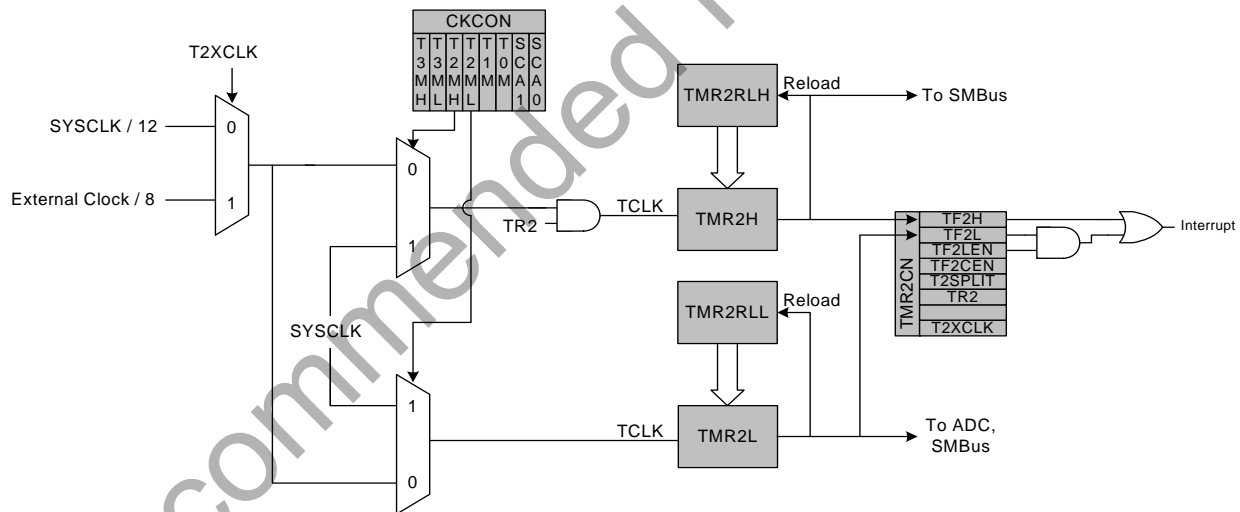 CKCON
T3MH
T3ML
T2MH
T2ML
T1M
T0M
SCA1
SCA0
T2XCLK
SYSCLK / 12
0
External Clock / 8
1
0
1
SYSCLK
1
0
TR2
TCLK
TMR2RLH
Reload
To SMBus
TMR2H
TMR2RLL
Reload
TCLK
TMR2L
To ADC,
SMBus
TMR2CN
TF2H
TF2L
TF2LEN
TF2CEN
T2SPLIT
TR2
T2XCLK
Interrupt
commended